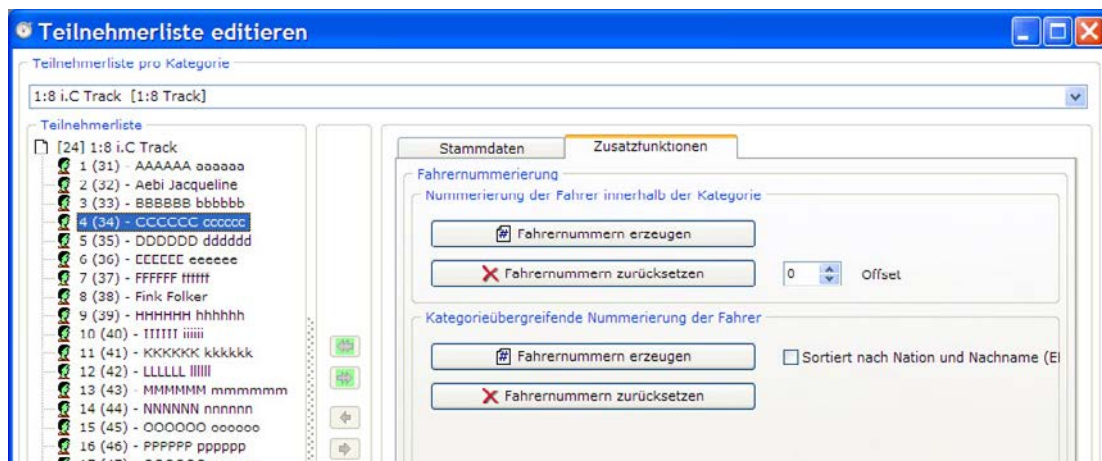 Teilnehmerliste editieren
Teilnehmerliste pro Kategorie
1:8 i.C Track [1:8 Track]
Teilnehmerliste
[24] 1:8 i.C Track
1 (31) - AAAAAA aaaaaa
2 (32) - Aebi Jacqueline
3 (33) - BBBBBB bbbbbb
4 (34) - CCCCCC cccccc
5 (35) - DDDDDD dddddd
6 (36) - EEEEEE eeeeee
7 (37) - FFFFFF ffffff
8 (38) - Fink Folker
9 (39) - HHHHHH hhhhhh
10 (40) - IIIIII iiiiii
11 (41) - KKKKKK kkkkkk
12 (42) - LLLLLL llllll
13 (43) - MMMMMM mmmmmm
14 (44) - NNNNNN nnnnnn
15 (45) - OOOOOO oooooo
16 (46) - PPPPPP pppppp
Stammdaten
Zusatzfunktionen
Fahrernummerierung
Nummerierung der Fahrer innerhalb der Kategorie
Fahrernummern erzeugen
Fahrernummern zurücksetzen
0 Offset
Kategorieübergreifende Nummerierung der Fahrer
Fahrernummern erzeugen
Sortiert nach Nation und Nachname
Fahrernummern zurücksetzen